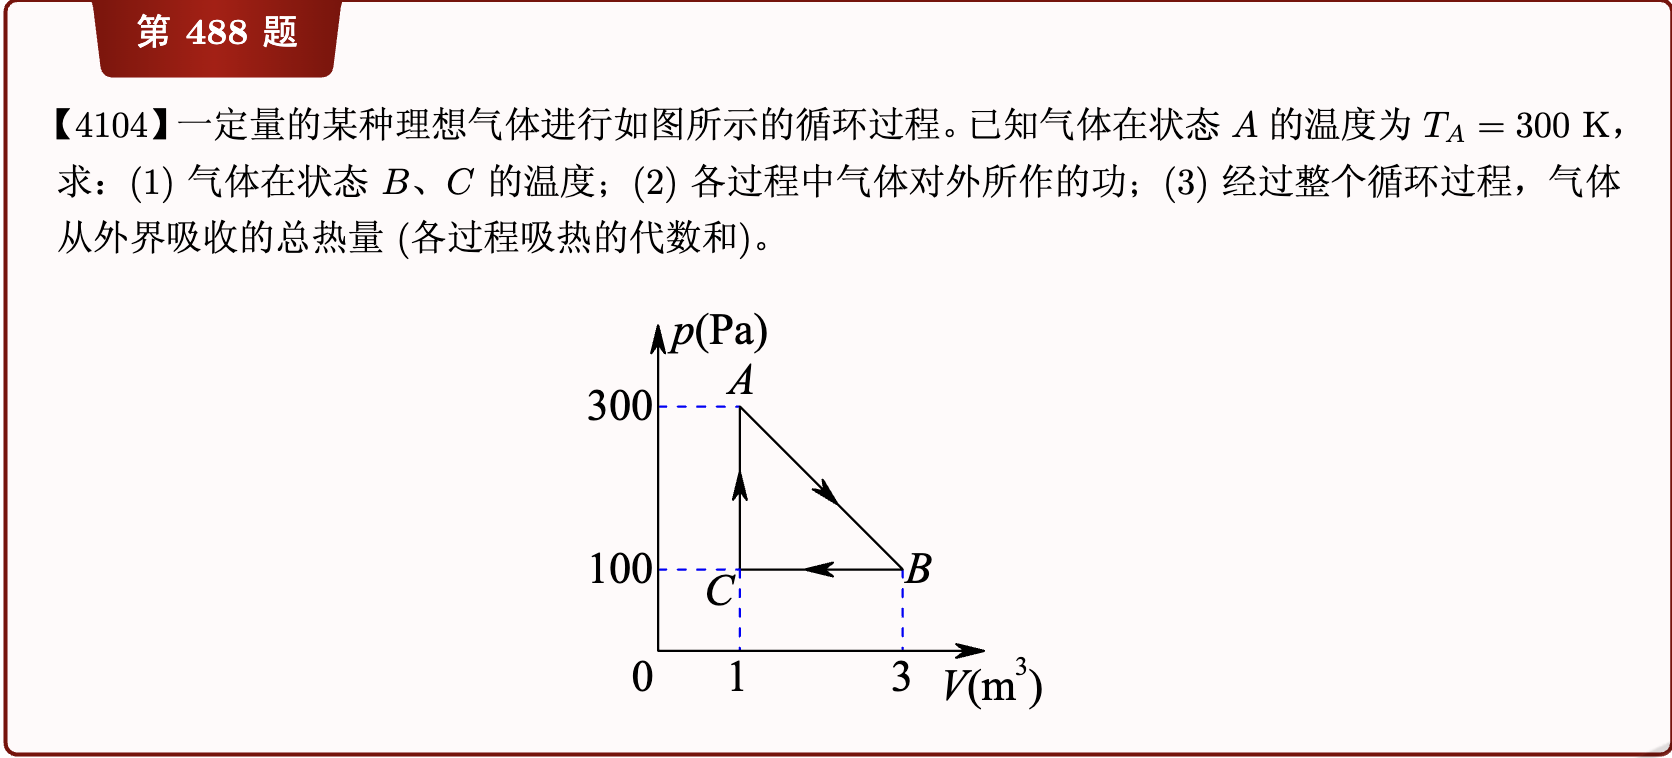 第 488 题
【4104】一定量的某种理想气体进行如图所示的循环过程。已知气体在状态 A 的温度为 T_A = 300 K，
求：(1) 气体在状态 B、C 的温度；(2) 各过程中气体对外所作的功；(3) 经过整个循环过程，气体
从外界吸收的总热量 (各过程吸热的代数和)。
p(Pa)
A
300
100
C
B
0
1
3
V(m³)